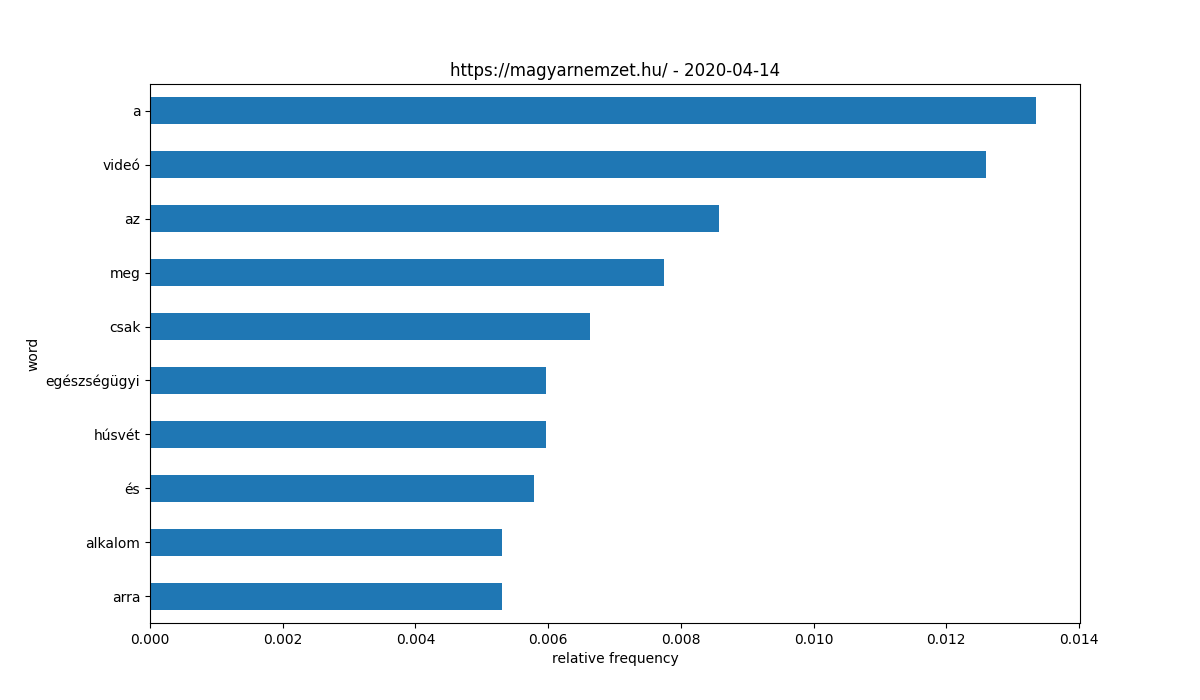 https://magyarnemzet.hu/ - 2020-04-14
a
videó
az
meg
csak
egészségügyi
húsvét
és
alkalom
arra
word
0.000 0.002 0.004 0.006 0.008 0.010 0.012 0.014
relative frequency